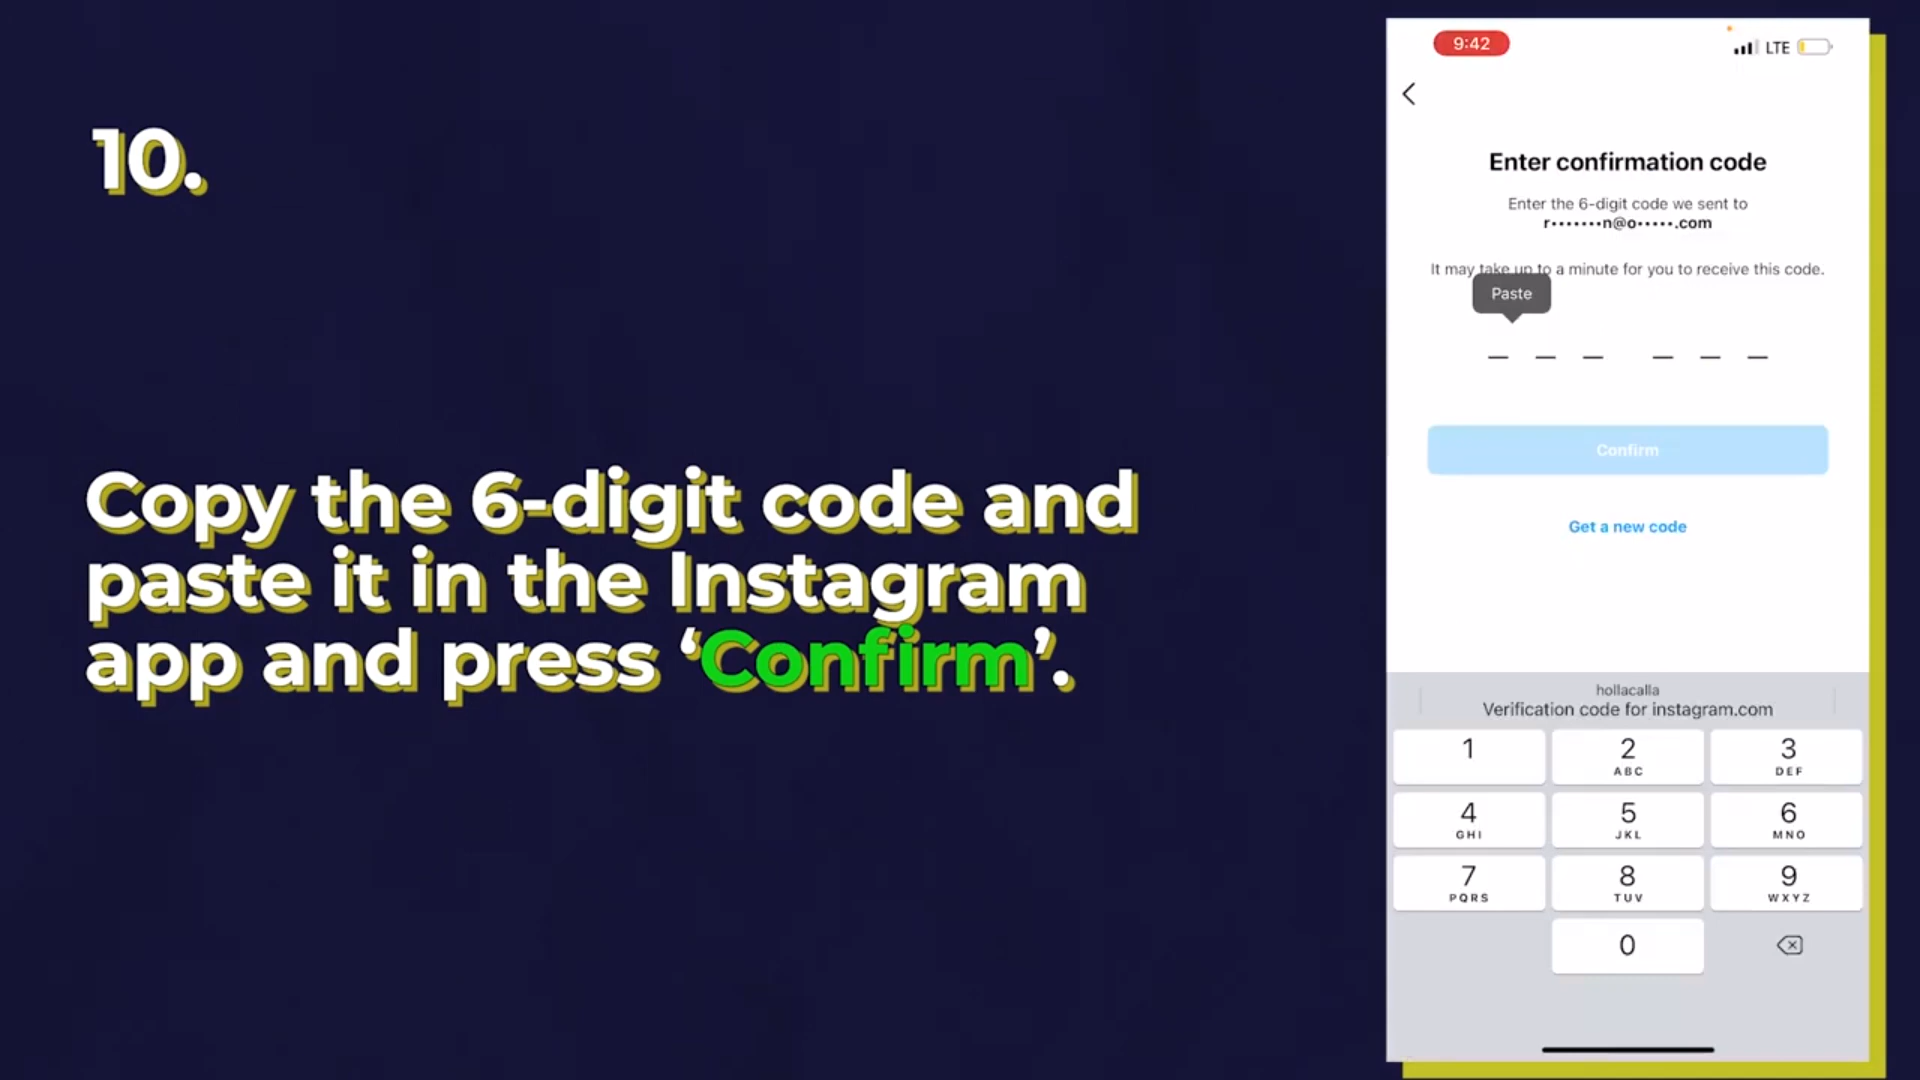 10.
Copy the 6-digit code and
paste it in the Instagram
app and press ‘Confirm’.
9:42
LTE
Enter confirmation code
Enter the 6-digit code we sent to
r•••••••n@o•••••.com
It may take up to a minute for you to receive this code.
Paste
Confirm
Get a new code
hollacalla
Verification code for instagram.com
1
2
ABC
3
DEF
4
GHI
5
JKL
6
MNO
7
PQRS
8
TUV
9
WXYZ
0